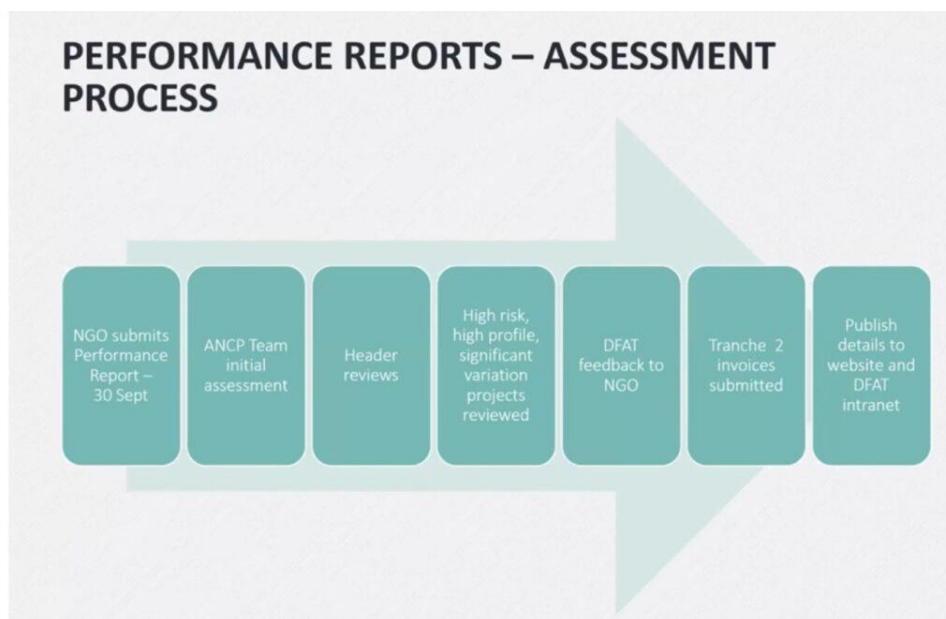 PERFORMANCE REPORTS – ASSESSMENT
PROCESS
NGO submits
Performance
Report –
30 Sept
ANCP Team
initial
assessment
Header
reviews
High risk,
high profile,
significant
variation
projects
reviewed
DFAT
feedback to
NGO
Tranche 2
invoices
submitted
Publish
details to
website and
DFAT
intranet